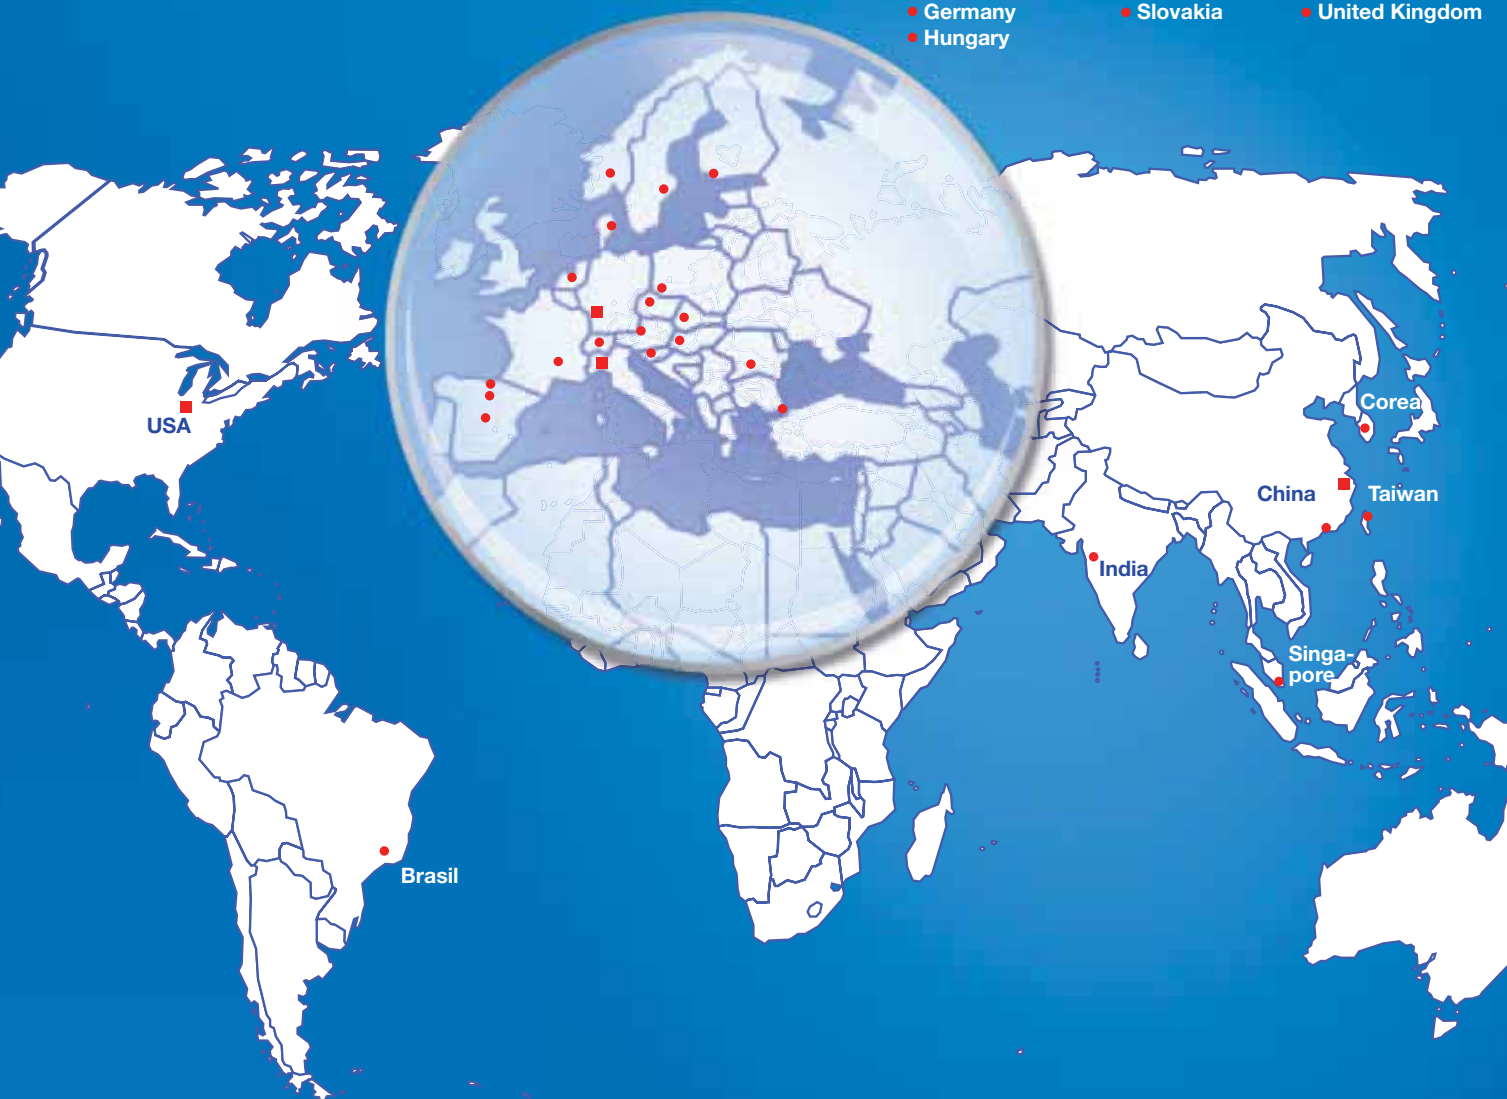 Germany
Slovakia
United Kingdom
Hungary
USA
Corea
China
Taiwan
India
Singa-
pore
Brasil